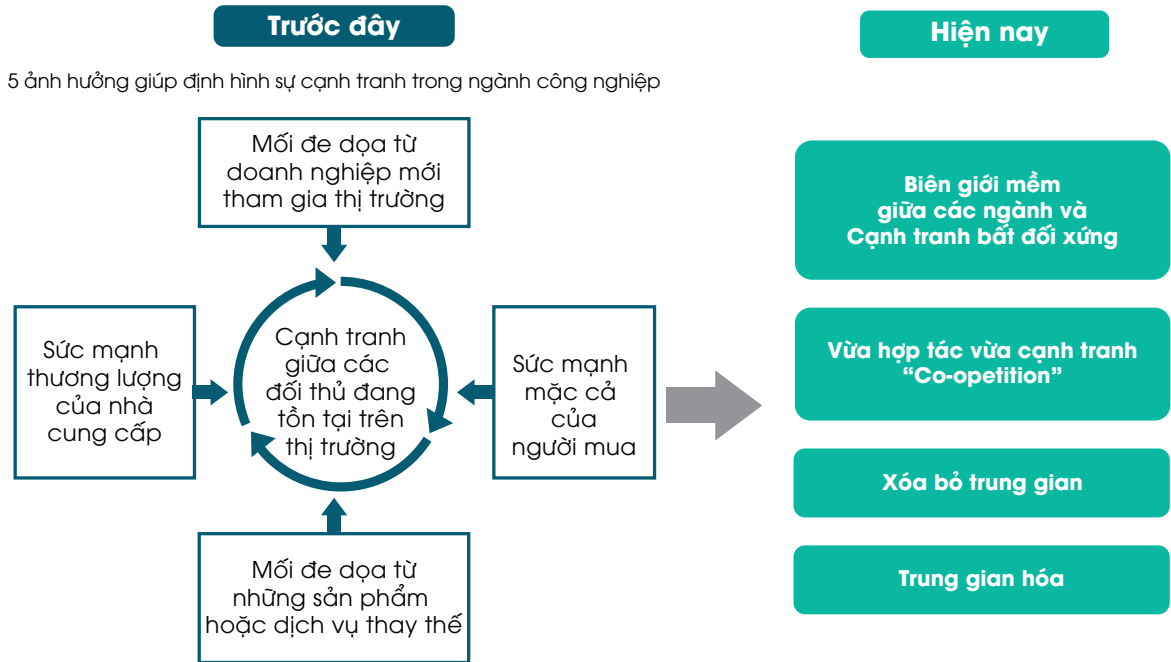 Trước đây
5 ảnh hưởng giúp định hình sự cạnh tranh trong ngành công nghiệp
Mối đe dọa từ
doanh nghiệp mới
tham gia thị trường
Sức mạnh
thương lượng
của nhà
cung cấp
Cạnh tranh
giữa các
đối thủ đang
tồn tại trên
thị trường
Sức mạnh
mặc cả
của
người mua
Mối đe dọa từ
những sản phẩm
hoặc dịch vụ thay thế
Hiện nay
Biên giới mềm
giữa các ngành và
Cạnh tranh bất đối xứng
Vừa hợp tác vừa cạnh tranh
“Co-opetition”
Xóa bỏ trung gian
Trung gian hóa